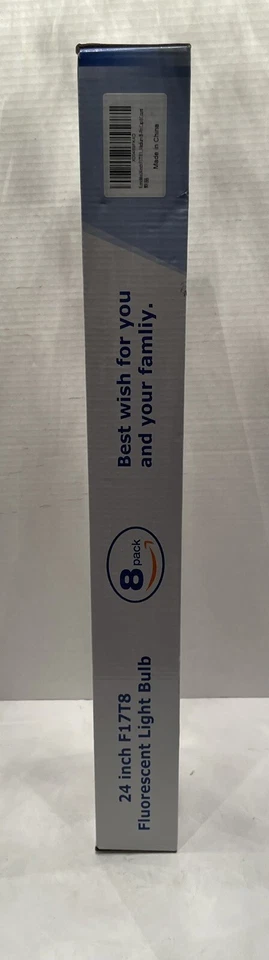 Made in China
Best wish for you
and your famliy.
8
pack
24 inch F17T8
Fluorescent Light Bulb